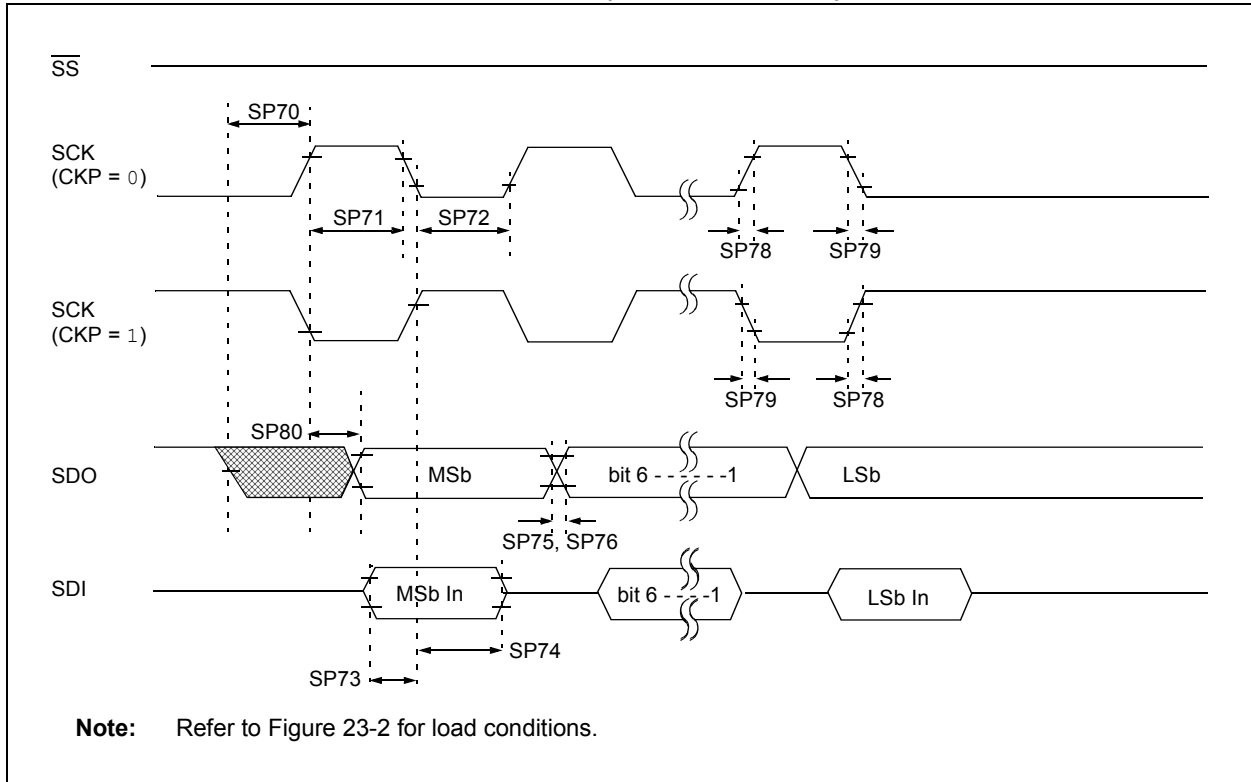 SS
SP70
SCK
(CKP = 0)
SP71
SP72
SP78
SP79
SCK
(CKP = 1)
SP79
SP78
SP80
SDO
MSb
bit 6 - - - - - -1
LSb
SP75, SP76
SDI
MSb In
bit 6 - - - - -1
LSb In
SP74
SP73
Note: Refer to Figure 23-2 for load conditions.